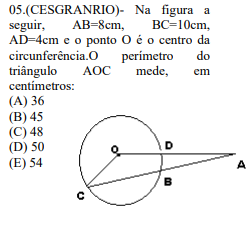 05.(CESGRANRIO)- Na figura a
seguir, AB=8cm, BC=10cm,
AD=4cm e o ponto O é o centro da
circunferência.O perímetro do
triângulo AOC mede, em
centímetros:
(A) 36
(B) 45
(C) 48
(D) 50
(E) 54
O
D
A
B
C